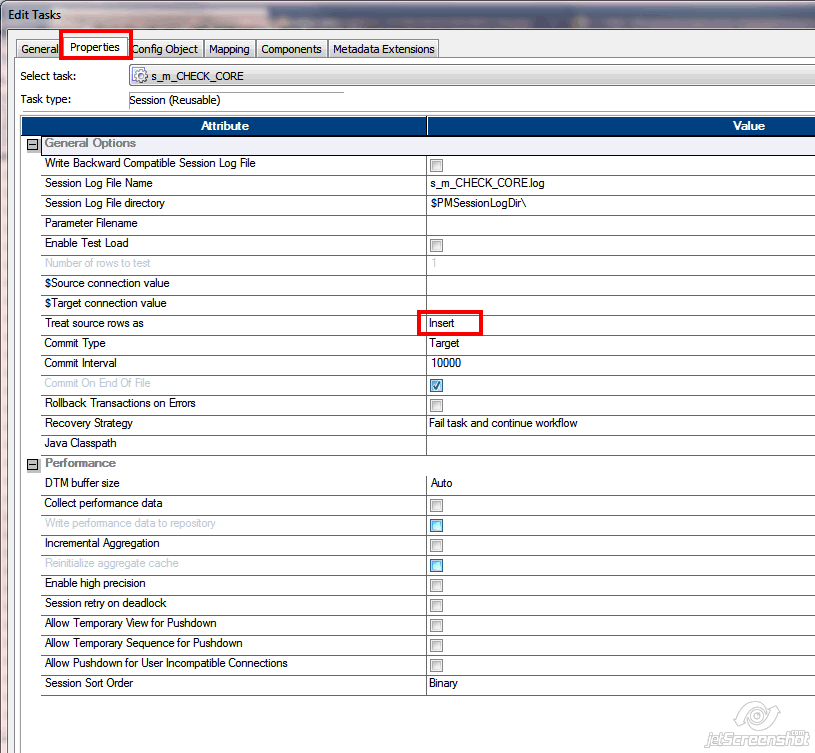 Edit Tasks
General Properties Config Object Mapping Components Metadata Extensions
Select task: s_m_CHECK_CORE
Task type: Session (Reusable)
Attribute Value
General Options
Write Backward Compatible Session Log File
Session Log File Name s_m_CHECK_CORE.log
Session Log File directory $PMSessionLogDir\
Parameter Filename
Enable Test Load
Number of rows to test 1
$Source connection value
$Target connection value
Treat source rows as Insert
Commit Type Target
Commit Interval 10000
Commit On End Of File
Rollback Transactions on Errors
Recovery Strategy Fail task and continue workflow
Java Classpath
Performance
DTM buffer size Auto
Collect performance data
Write performance data to repository
Incremental Aggregation
Reinitialize aggregate cache
Enable high precision
Session retry on deadlock
Allow Temporary View for Pushdown
Allow Temporary Sequence for Pushdown
Allow Pushdown for User Incompatible Connections
Session Sort Order Binary
jetScreenshot.com